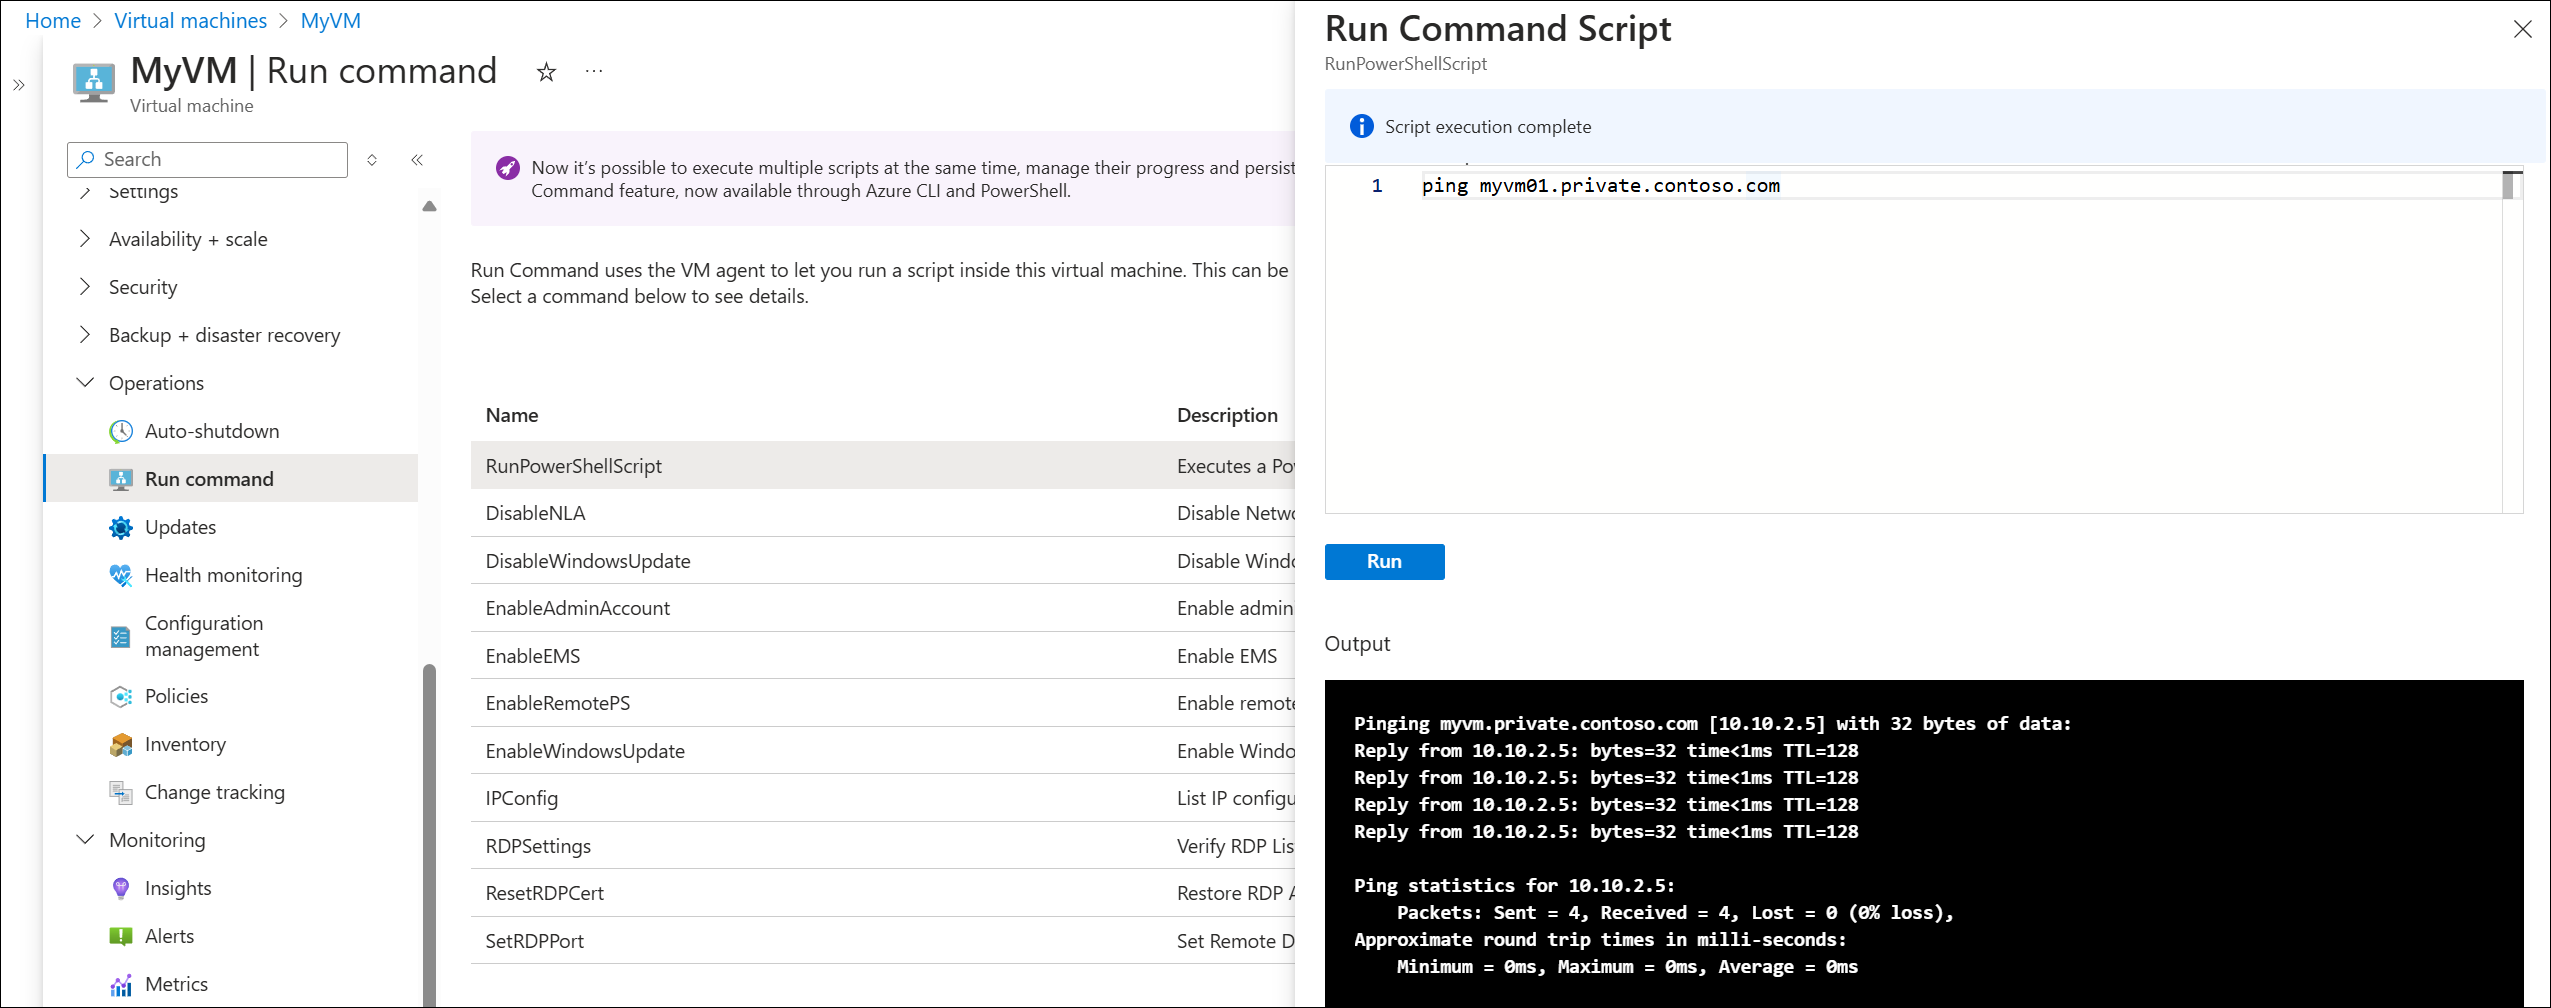 Home > Virtual machines > MyVM
MyVM | Run command
Virtual machine
Search
Settings
Availability + scale
Security
Backup + disaster recovery
Operations
Auto-shutdown
Run command
Updates
Health monitoring
Configuration
management
Policies
Inventory
Change tracking
Monitoring
Insights
Alerts
Metrics
Now it’s possible to execute multiple scripts at the same time, manage their progress and persist
Command feature, now available through Azure CLI and PowerShell.
Run Command uses the VM agent to let you run a script inside this virtual machine. This can be
Select a command below to see details.
Name Description
RunPowerShellScript Executes a Po
DisableNLA Disable Netwo
DisableWindowsUpdate Disable Windo
EnableAdminAccount Enable admin
EnableEMS Enable EMS
EnableRemotePS Enable remote
EnableWindowsUpdate Enable Windo
IPConfig List IP configu
RDPSettings Verify RDP Lis
ResetRDPCert Restore RDP A
SetRDPPort Set Remote D
Run Command Script
RunPowerShellScript
Script execution complete
1 ping myvm01.private.contoso.com
Run
Output
Pinging myvm.private.contoso.com [10.10.2.5] with 32 bytes of data:
Reply from 10.10.2.5: bytes=32 time<1ms TTL=128
Reply from 10.10.2.5: bytes=32 time<1ms TTL=128
Reply from 10.10.2.5: bytes=32 time<1ms TTL=128
Reply from 10.10.2.5: bytes=32 time<1ms TTL=128
Ping statistics for 10.10.2.5:
Packets: Sent = 4, Received = 4, Lost = 0 (0% loss),
Approximate round trip times in milli-seconds:
Minimum = 0ms, Maximum = 0ms, Average = 0ms